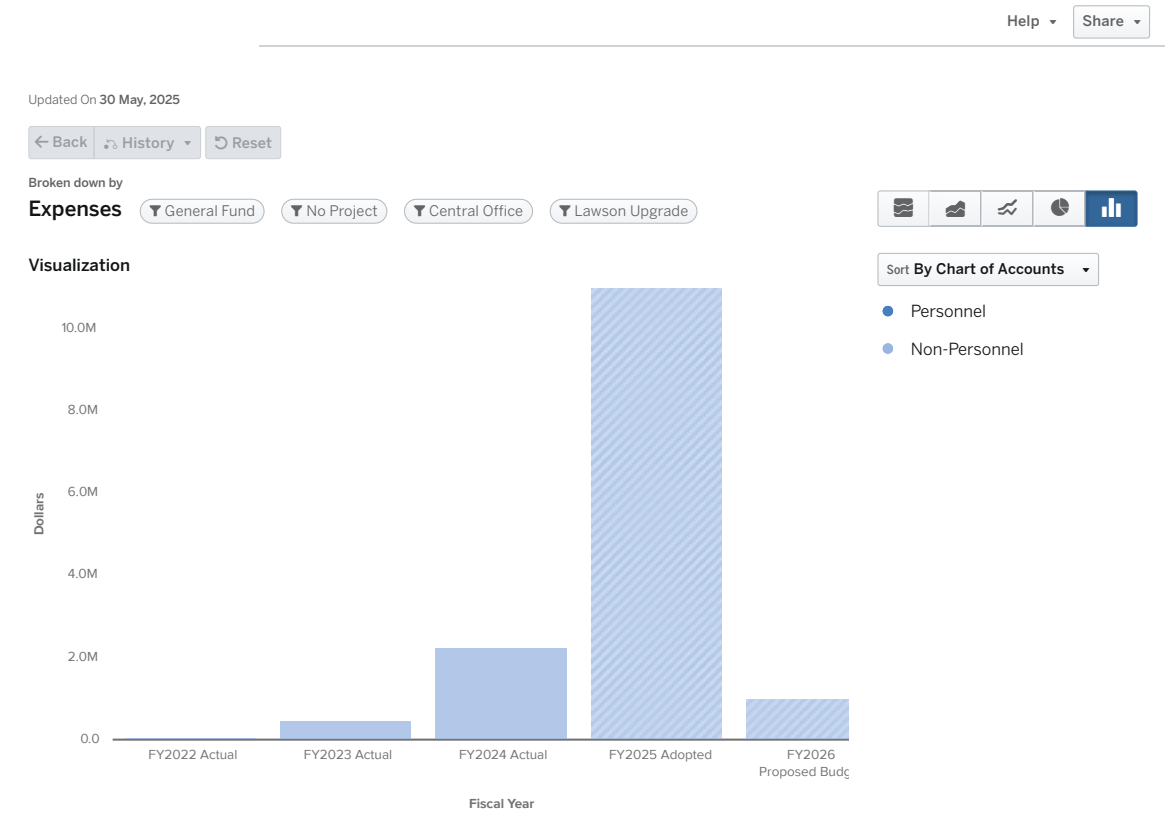 Help
Share
Updated On 30 May, 2025
Back
History
Reset
Broken down by
Expenses
General Fund
No Project
Central Office
Lawson Upgrade
Visualization
Sort By Chart of Accounts
Personnel
Non-Personnel
10.0M
8.0M
6.0M
4.0M
2.0M
0.0
Dollars
FY2022 Actual
FY2023 Actual
FY2024 Actual
FY2025 Adopted
FY2026
Proposed Budg
Fiscal Year